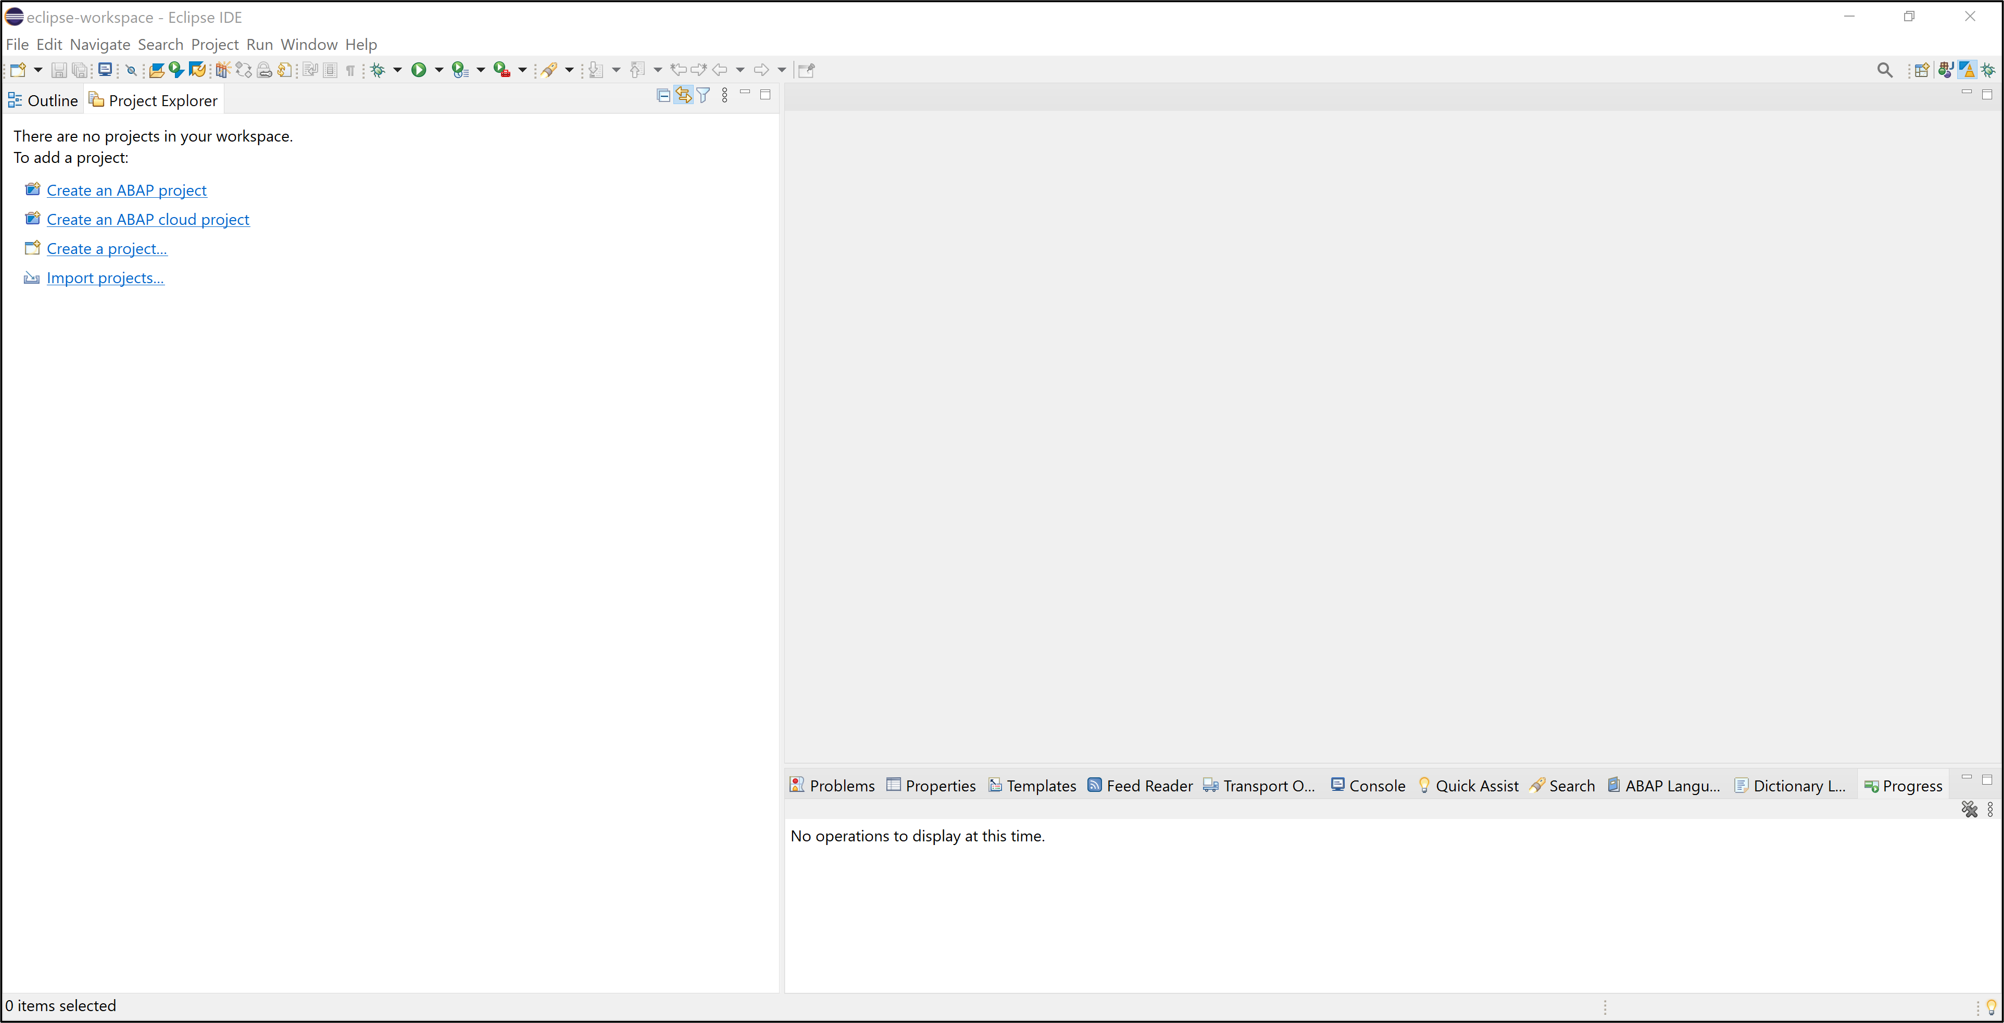 eclipse-workspace - Eclipse IDE
File Edit Navigate Search Project Run Window Help
Outline Project Explorer
There are no projects in your workspace.
To add a project:
Create an ABAP project
Create an ABAP cloud project
Create a project...
Import projects...
Problems Properties Templates Feed Reader Transport O... Console Quick Assist Search ABAP Langu... Dictionary L... Progress
No operations to display at this time.
0 items selected